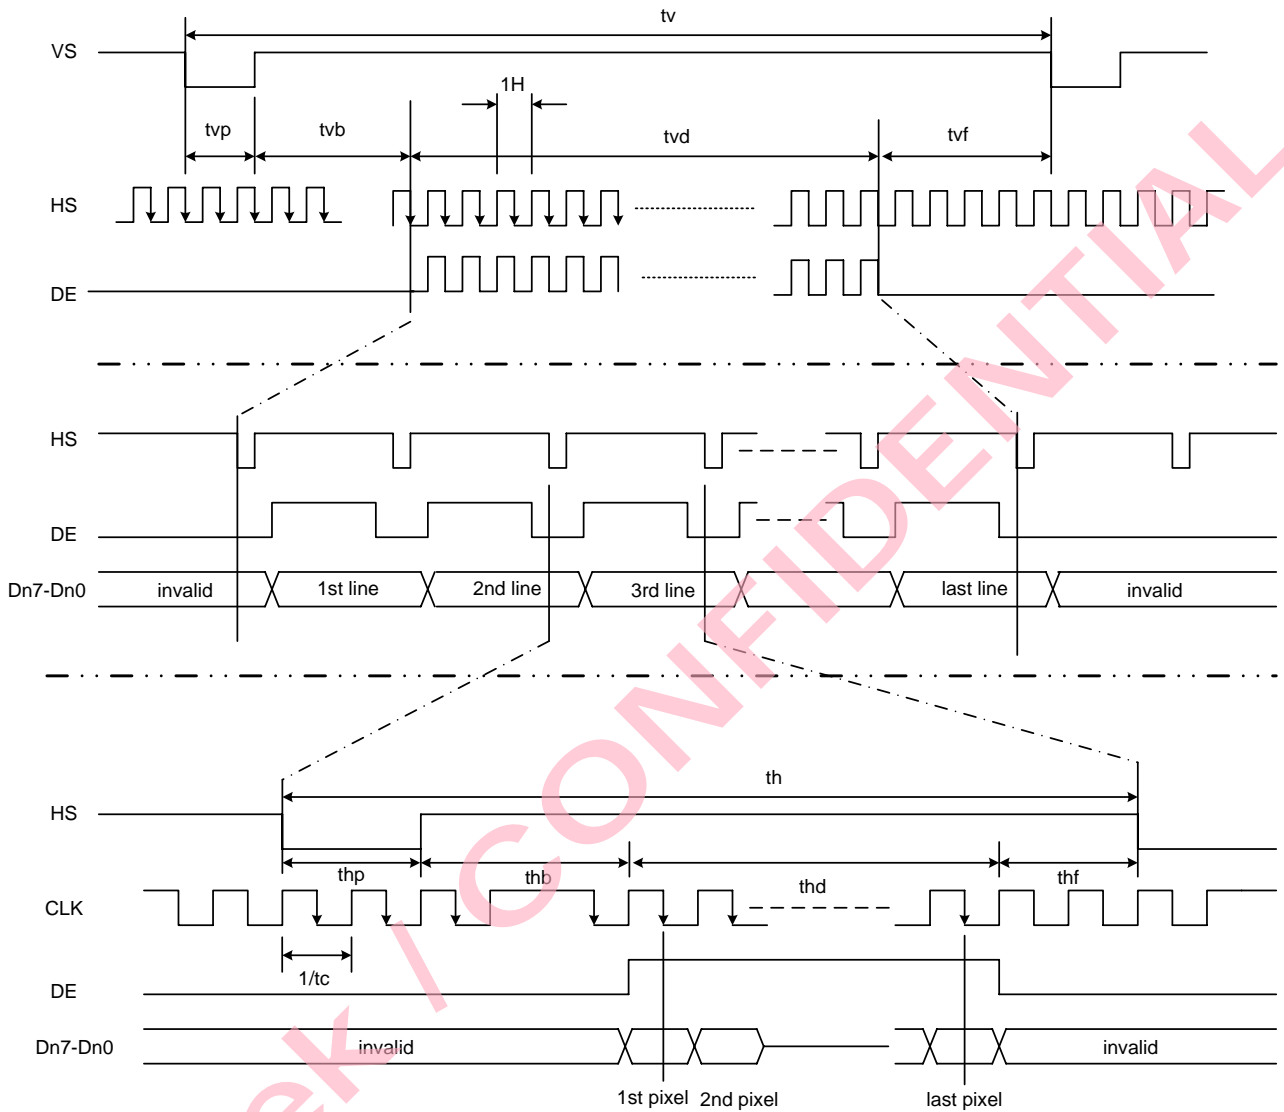 tv
VS
1H
tvp
tvb
tvd
tvf
HS
DE
HS
DE
Dn7-Dn0
invalid
1st line
2nd line
3rd line
last line
invalid
th
HS
thp
thb
thd
thf
CLK
1/tc
DE
Dn7-Dn0
invalid
invalid
1st pixel
2nd pixel
last pixel
ek / CONFIDENTIAL